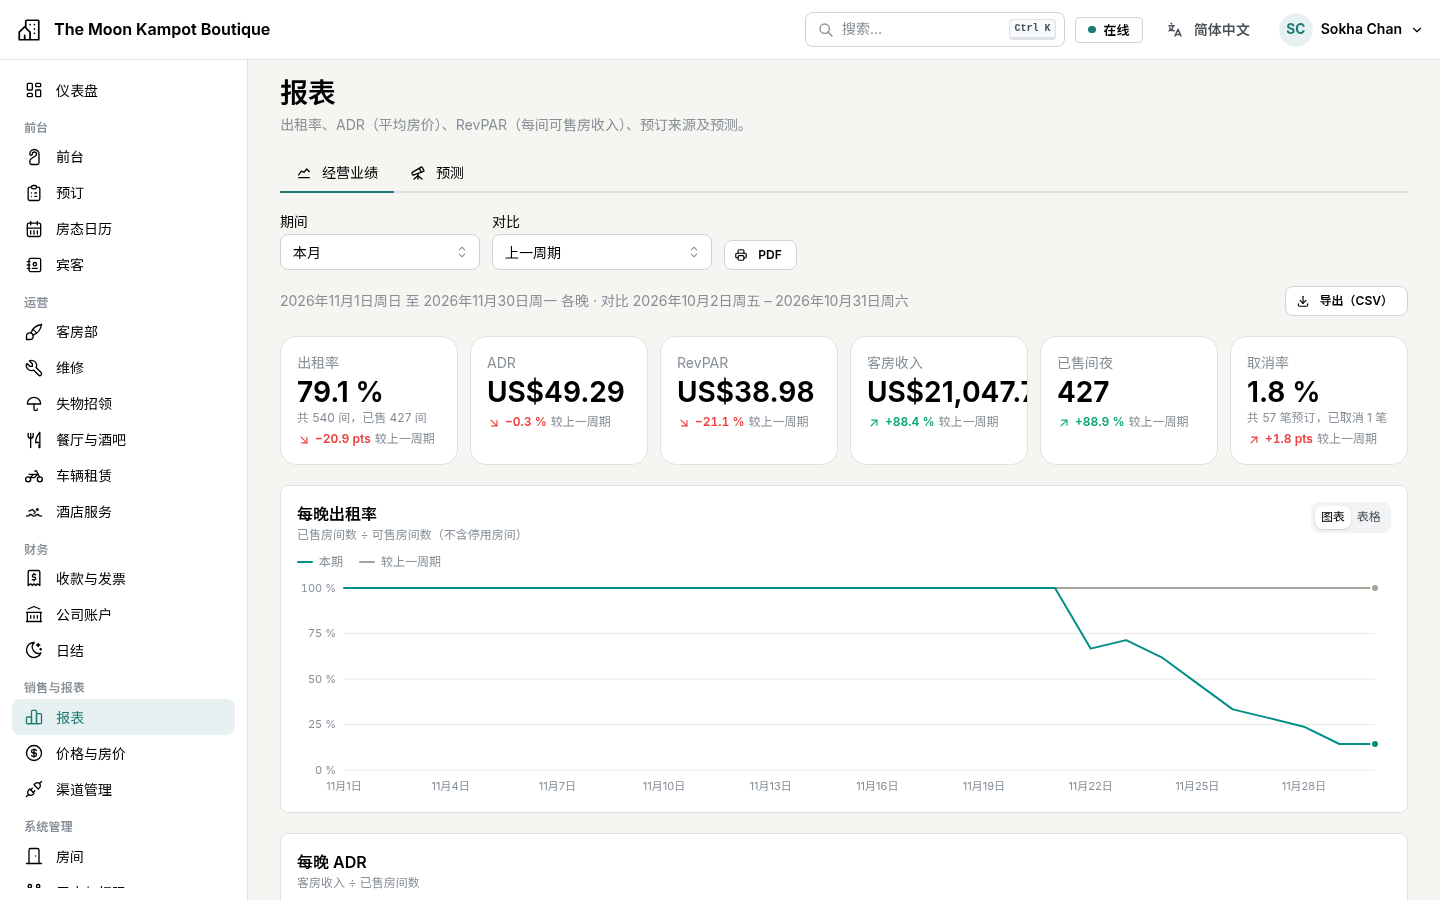 The Moon Kampot Boutique
搜索...
Ctrl K
在线
简体中文
SC
Sokha Chan
仪表盘
前台
前台
预订
房态日历
宾客
运营
客房部
维修
失物招领
餐厅与酒吧
车辆租赁
酒店服务
财务
收款与发票
公司账户
日结
销售与报表
报表
价格与房价
渠道管理
系统管理
房间
报表
出租率、ADR（平均房价）、RevPAR（每间可售房收入）、预订来源及预测。
经营业绩
预测
期间
对比
本月
上一周期
PDF
2026年11月1日周日 至 2026年11月30日周一 各晚 · 对比 2026年10月2日周五 – 2026年10月31日周六
导出（CSV）
出租率
79.1 %
共 540 间，已售 427 间
−20.9 pts 较上一周期
ADR
US$49.29
−0.3 % 较上一周期
RevPAR
US$38.98
−21.1 % 较上一周期
客房收入
US$21,047.7
+88.4 % 较上一周期
已售间夜
427
+88.9 % 较上一周期
取消率
1.8 %
共 57 笔预订，已取消 1 笔
+1.8 pts 较上一周期
每晚出租率
已售房间数 ÷ 可售房间数（不含停用房间）
图表
表格
本期
较上一周期
100 %
75 %
50 %
25 %
0 %
11月1日
11月4日
11月7日
11月10日
11月13日
11月16日
11月19日
11月22日
11月25日
11月28日
每晚 ADR
客房收入 ÷ 已售房间数